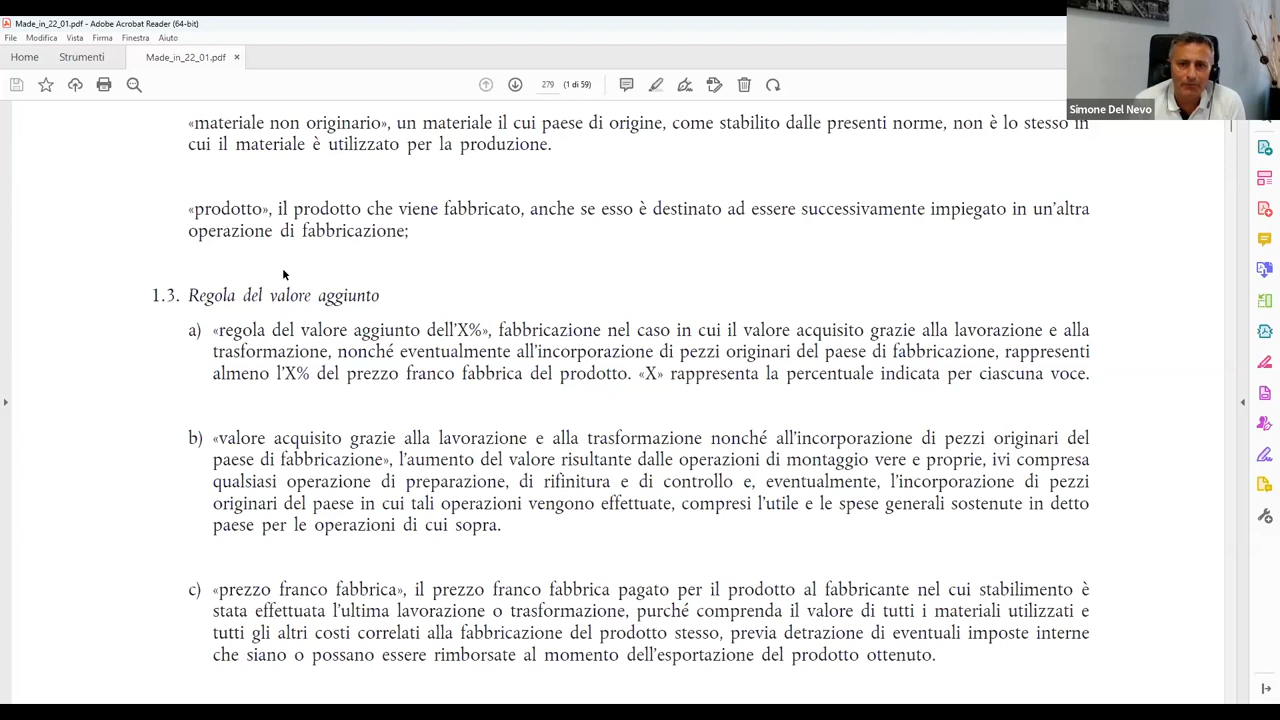 Made_in_22_01.pdf - Adobe Acrobat Reader (64-bit)
File Modifica Vista Firma Finestra Aiuto
Home Strumenti Made_in_22_01.pdf ×
279 (1 di 59)
Simone Del Nevo
«materiale non originario», un materiale il cui paese di origine, come stabilito dalle presenti norme, non è lo stesso in
cui il materiale è utilizzato per la produzione.
«prodotto», il prodotto che viene fabbricato, anche se esso è destinato ad essere successivamente impiegato in un'altra
operazione di fabbricazione;
1.3. Regola del valore aggiunto
a) «regola del valore aggiunto dell'X%», fabbricazione nel caso in cui il valore acquisito grazie alla lavorazione e alla
trasformazione, nonché eventualmente all'incorporazione di pezzi originari del paese di fabbricazione, rappresenti
almeno l'X% del prezzo franco fabbrica del prodotto. «X» rappresenta la percentuale indicata per ciascuna voce.
b) «valore acquisito grazie alla lavorazione e alla trasformazione nonché all'incorporazione di pezzi originari del
paese di fabbricazione», l'aumento del valore risultante dalle operazioni di montaggio vere e proprie, ivi compresa
qualsiasi operazione di preparazione, di rifinitura e di controllo e, eventualmente, l'incorporazione di pezzi
originari del paese in cui tali operazioni vengono effettuate, compresi l'utile e le spese generali sostenute in detto
paese per le operazioni di cui sopra.
c) «prezzo franco fabbrica», il prezzo franco fabbrica pagato per il prodotto al fabbricante nel cui stabilimento è
stata effettuata l'ultima lavorazione o trasformazione, purché comprenda il valore di tutti i materiali utilizzati e
tutti gli altri costi correlati alla fabbricazione del prodotto stesso, previa detrazione di eventuali imposte interne
che siano o possano essere rimborsate al momento dell'esportazione del prodotto ottenuto.